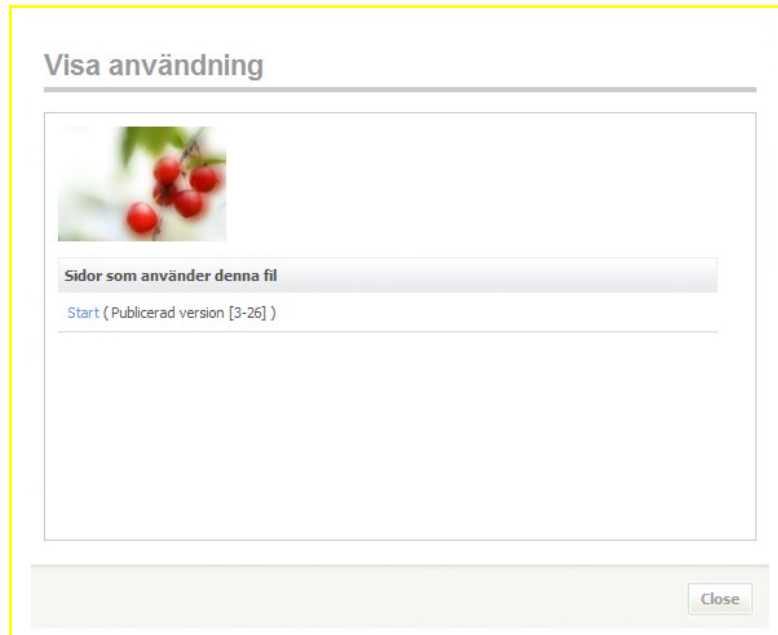 Visa användning
Sidor som använder denna fil
Start ( Publicerad version [3-26] )
Close